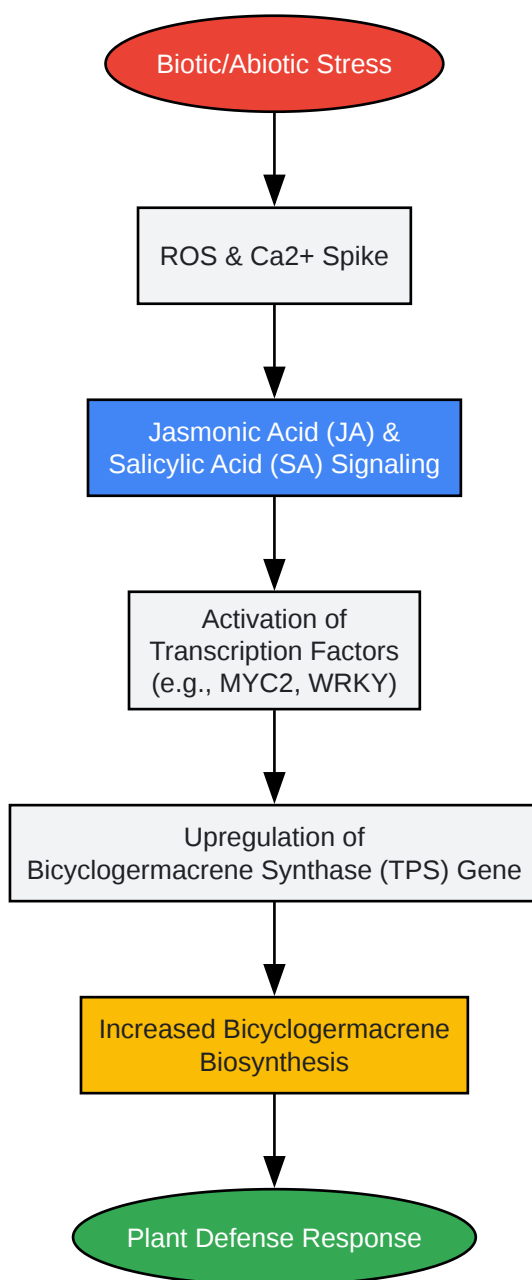 Biotic/Abiotic Stress
ROS & Ca2+ Spike
Jasmonic Acid (JA) &
Salicylic Acid (SA) Signaling
Activation of
Transcription Factors
(e.g., MYC2, WRKY)
Upregulation of
Bicyclogermacrene Synthase (TPS) Gene
Increased Bicyclogermacrene
Biosynthesis
Plant Defense Response